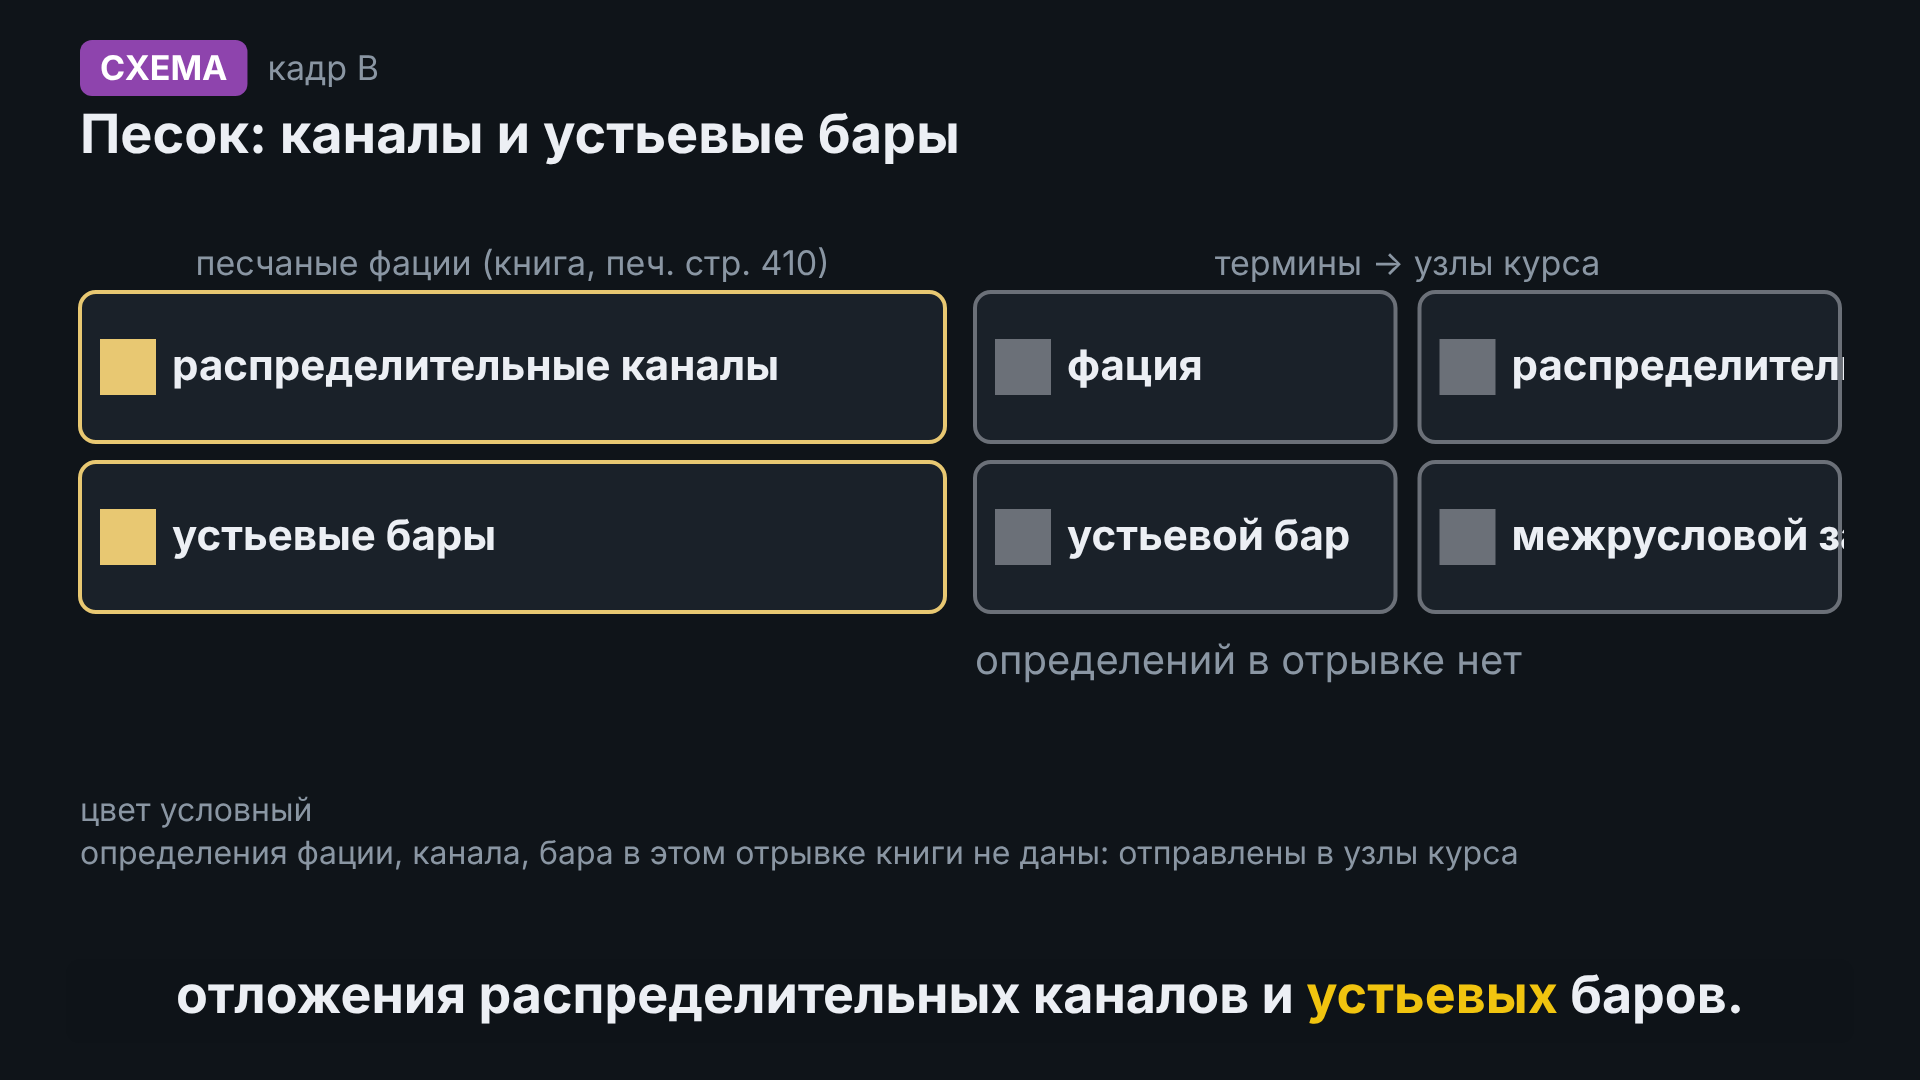 СХЕМА кадр B
Песок: каналы и устьевые бары
песчаные фации (книга, печ. стр. 410)
термины → узлы курса
распределительные каналы
фация
распределител
устьевые бары
устьевой бар
межрусловой за
определений в отрывке нет
цвет условный
определения фации, канала, бара в этом отрывке книги не даны: отправлены в узлы курса
отложения распределительных каналов и устьевых баров.